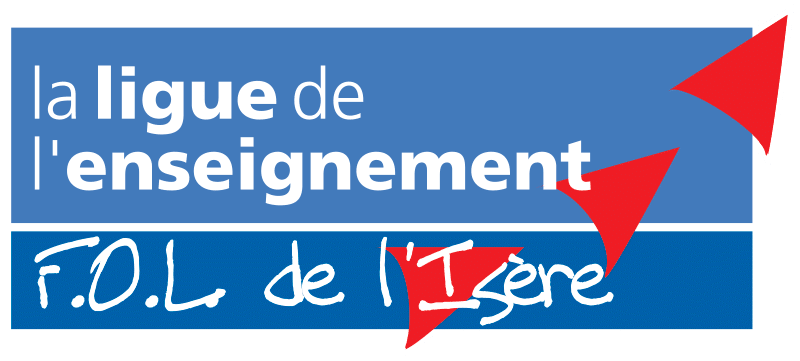 la ligue de
l'enseignement
F.O.L. de l'Isère